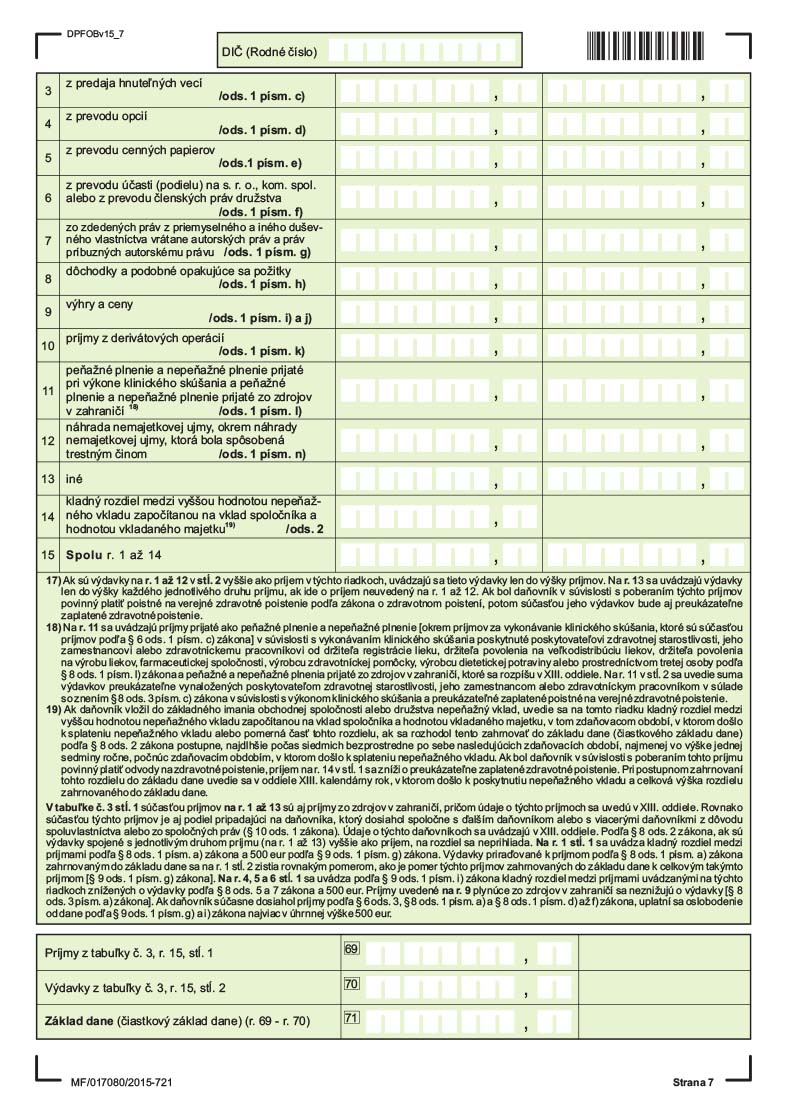 DPFOBv15_7
DIČ (Rodné číslo)
3 z predaja hnuteľných vecí
/ods. 1 písm. c) , ,
4 z prevodu opcií
/ods. 1 písm. d) , ,
5 z prevodu cenných papierov
/ods.1 písm. e) , ,
6 z prevodu účasti (podielu) na s. r. o., kom. spol.
alebo z prevodu členských práv družstva
/ods. 1 písm. f) , ,
7 zo zdedených práv z priemyselného a iného dušev-
ného vlastníctva vrátane autorských práv a práv
príbuzných autorskému právu /ods. 1 písm. g) , ,
8 dôchodky a podobné opakujúce sa požitky
/ods. 1 písm. h) , ,
9 výhry a ceny
/ods. 1 písm. i) a j) , ,
10 príjmy z derivátových operácií
/ods. 1 písm. k) , ,
11 peňažné plnenie a nepeňažné plnenie prijaté
pri výkone klinického skúšania a peňažné
plnenie a nepeňažné plnenie prijaté zo zdrojov
v zahraničí 18) /ods. 1 písm. l) , ,
12 náhrada nemajetkovej ujmy, okrem náhrady
nemajetkovej ujmy, ktorá bola spôsobená
trestným činom /ods. 1 písm. n) , ,
13 iné , ,
14 kladný rozdiel medzi vyššou hodnotou nepeňaž-
ného vkladu započítanou na vklad spoločníka a
hodnotou vkladaného majetku19) /ods. 2 ,
15 Spolu r. 1 až 14 , ,
17) Ak sú výdavky na r. 1 až 12 v stĺ. 2 vyššie ako príjem v týchto riadkoch, uvádzajú sa tieto výdavky len do výšky príjmov. Na r. 13 sa uvádzajú výdavky
len do výšky každého jednotlivého druhu príjmu, ak ide o príjem neuvedený na r. 1 až 12. Ak bol daňovník v súvislosti s poberaním týchto príjmov
povinný platiť poistné na verejné zdravotné poistenie podľa zákona o zdravotnom poistení, potom súčasťou jeho výdavkov bude aj preukázateľne
zaplatené zdravotné poistenie.
18) Na r. 11 sa uvádzajú príjmy prijaté ako peňažné plnenie a nepeňažné plnenie [okrem príjmov za vykonávanie klinického skúšania, ktoré sú súčasťou
príjmov podľa § 6 ods. 1 písm. c) zákona] v súvislosti s vykonávaním klinického skúšania poskytnuté poskytovateľovi zdravotnej starostlivosti, jeho
zamestnancovi alebo zdravotníckemu pracovníkovi od držiteľa registrácie lieku, držiteľa povolenia na veľkodistribúciu liekov, držiteľa povolenia
na výrobu liekov, farmaceutickej spoločnosti, výrobcu zdravotníckej pomôcky, výrobcu dietetickej potraviny alebo prostredníctvom tretej osoby podľa
§ 8 ods. 1 písm. l) zákona a peňažné a nepeňažné plnenia prijaté zo zdrojov v zahraničí, ktoré sa rozpíšu v XIII. oddiele. Na r. 11 v stĺ. 2 sa uvedie suma
výdavkov preukázateľne vynaložených poskytovateľom zdravotnej starostlivosti, jeho zamestnancom alebo zdravotníckym pracovníkom v súlade
so znením § 8 ods. 3 písm. c) zákona v súvislosti s výkonom klinického skúšania a preukázateľne zaplatené poistné na verejné zdravotné poistenie.
19) Ak daňovník vložil do základného imania obchodnej spoločnosti alebo družstva nepeňažný vklad, uvedie sa na tomto riadku kladný rozdiel medzi
vyššou hodnotou nepeňažného vkladu započítanou na vklad spoločníka a hodnotou vkladaného majetku, v tom zdaňovacom období, v ktorom došlo
k splateniu nepeňažného vkladu alebo pomerná časť tohto rozdielu, ak sa rozhodol tento zahrnovať do základu dane (čiastkového základu dane)
podľa § 8 ods. 2 zákona postupne, najdlhšie počas siedmich bezprostredne po sebe nasledujúcich zdaňovacích období, najmenej vo výške jednej
sedminy ročne, počnúc zdaňovacím obdobím, v ktorom došlo k splateniu nepeňažného vkladu. Ak bol daňovník v súvislosti s poberaním tohto príjmu
povinný platiť odvody na zdravotné poistenie, príjem na r. 14 v stĺ. 1 sa zníži o preukázateľne zaplatené zdravotné poistenie. Pri postupnom zahrnovaní
tohto rozdielu do základu dane uvedie sa v oddiele XIII. kalendárny rok, v ktorom došlo k poskytnutiu nepeňažného vkladu a celková výška rozdielu
zahrnovaného do základu dane.
V tabuľke č. 3 stĺ. 1 súčasťou príjmov na r. 1 až 13 sú aj príjmy zo zdrojov v zahraničí, pričom údaje o týchto príjmoch sa uvedú v XIII. oddiele. Rovnako
súčasťou týchto príjmov je aj podiel pripadajúci na daňovníka, ktorý dosiahol spoločne s ďalším daňovníkom alebo s viacerými daňovníkmi z dôvodu
spoluvlastníctva alebo zo spoločných práv (§ 10 ods. 1 zákona). Údaje o týchto daňovníkoch sa uvádzajú v XIII. oddiele. Podľa § 8 ods. 2 zákona, ak sú
výdavky spojené s jednotlivým druhom príjmu (na r. 1 až 13) vyššie ako príjem, na rozdiel sa neprihliada. Na r. 1 stĺ. 1 sa uvádza kladný rozdiel medzi
príjmami podľa § 8 ods. 1 písm. a) zákona a 500 eur podľa § 9 ods. 1 písm. g) zákona. Výdavky priraďované k príjmom podľa § 8 ods. 1 písm. a) zákona
zahrnovaným do základu dane sa na r. 1 stĺ. 2 zistia rovnakým pomerom, ako je pomer týchto príjmov zahrnovaných do základu dane k celkovým takýmto
príjmom [§ 9 ods. 1 písm. g) zákona]. Na r. 4, 5 a 6 stĺ. 1 sa uvádza podľa § 9 ods. 1 písm. i) zákona kladný rozdiel medzi príjmami uvádzanými na týchto
riadkoch znížených o výdavky podľa § 8 ods. 5 a 7 zákona a 500 eur. Príjmy uvedené na r. 9 plynúce zo zdrojov v zahraničí sa neznižujú o výdavky [§ 8
ods. 3 písm. a) zákona]. Ak daňovník súčasne dosiahol príjmy podľa § 6 ods. 3, § 8 ods. 1 písm. a) a § 8 ods. 1 písm. d) až f) zákona, uplatní sa oslobodenie
od dane podľa § 9 ods. 1 písm. g) a i) zákona najviac v úhrnnej výške 500 eur.
Príjmy z tabuľky č. 3, r. 15, stĺ. 1 69 ,
Výdavky z tabuľky č. 3, r. 15, stĺ. 2 70 ,
Základ dane (čiastkový základ dane) (r. 69 - r. 70) 71 ,
MF/017080/2015-721 Strana 7